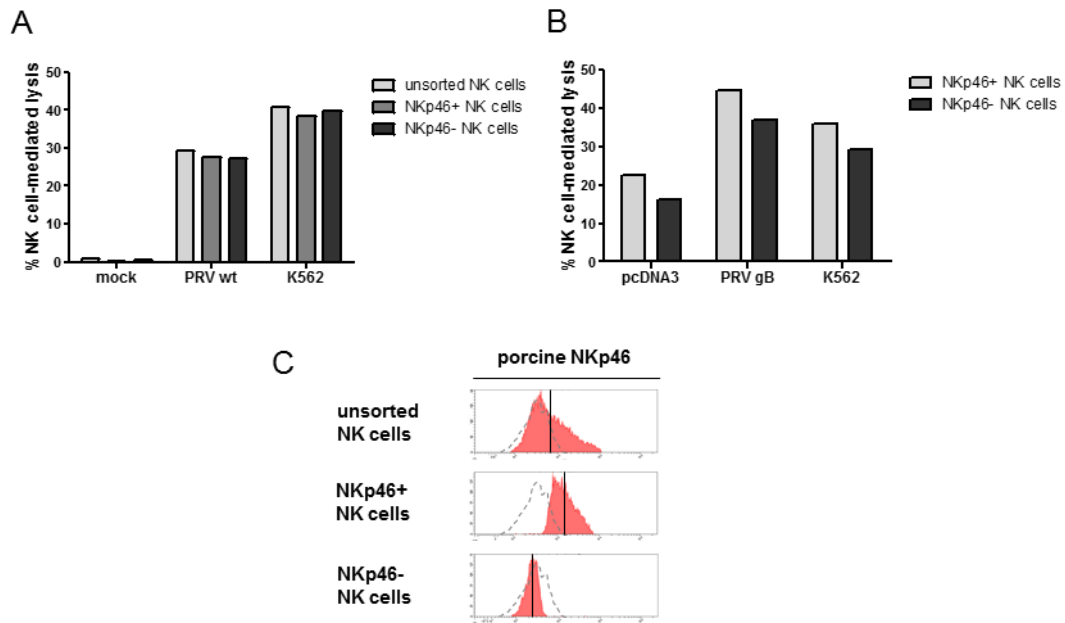 A
% NK cell-mediated lysis
50
40
30
20
10
0
mock
PRV wt
K562
unsorted NK cells
NKp46+ NK cells
NKp46- NK cells
B
% NK cell-mediated lysis
50
40
30
20
10
0
pcDNA3
PRV gB
K562
NKp46+ NK cells
NKp46- NK cells
C
porcine NKp46
unsorted
NK cells
NKp46+
NK cells
NKp46-
NK cells